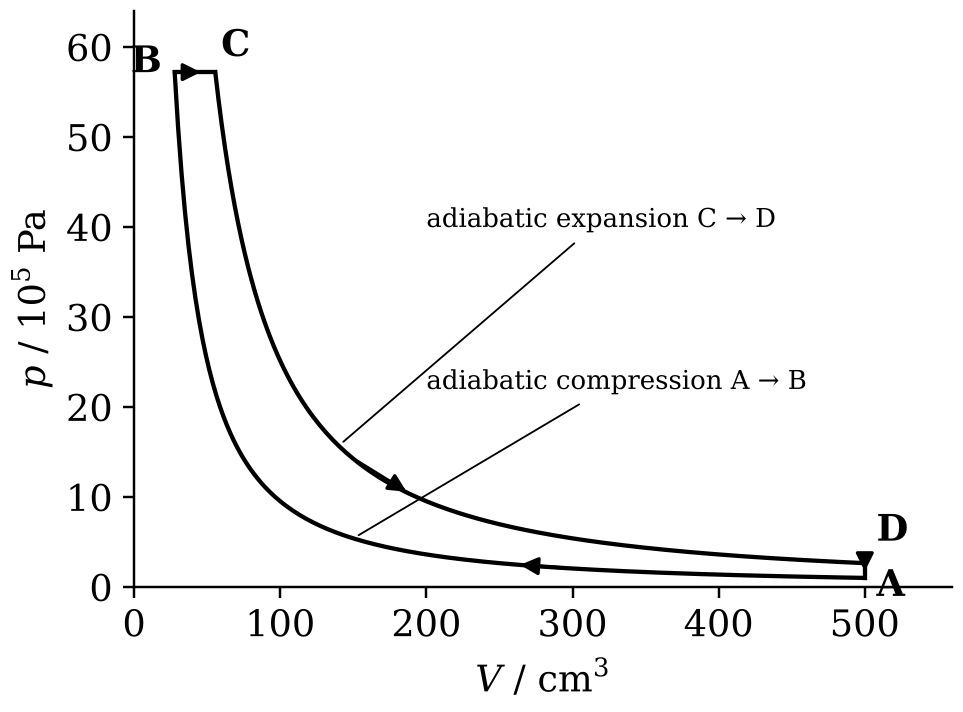 60
B
C
50
adiabatic expansion C → D
40
p / 10⁵ Pa
30
adiabatic compression A → B
20
10
D
0
A
0 100 200 300 400 500
V / cm³